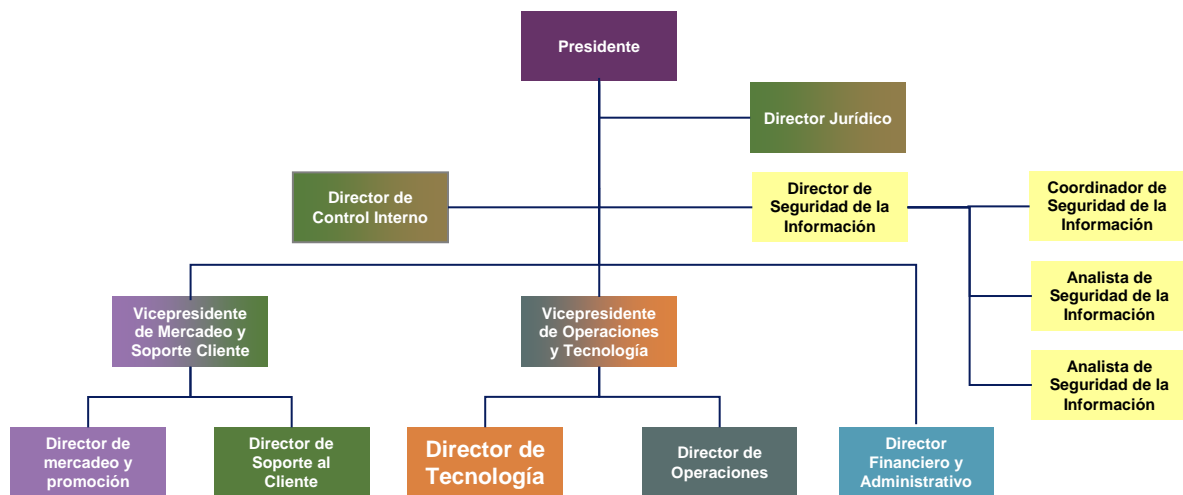 Presidente
Director Jurídico
Director de
Control Interno
Director de
Seguridad de la
Información
Coordinador de
Seguridad de la
Información
Analista de
Seguridad de la
Información
Analista de
Seguridad de la
Información
Vicepresidente
de Mercadeo y
Soporte Cliente
Vicepresidente
de Operaciones
y Tecnología
Director de
mercadeo y
promoción
Director de
Soporte al
Cliente
Director de
Tecnología
Director de
Operaciones
Director
Financiero y
Administrativo